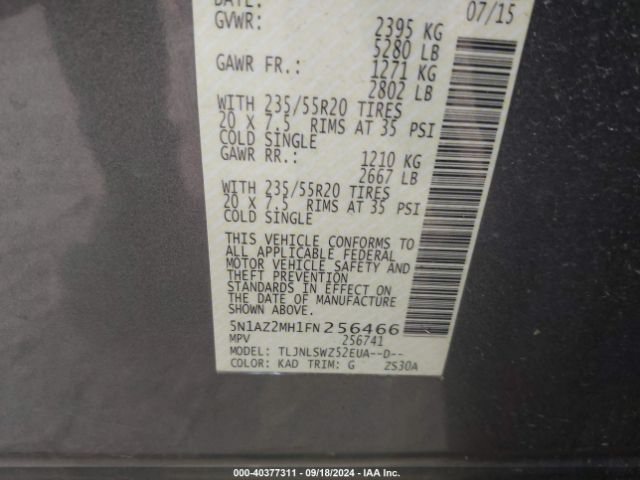 DATE: 07/15
GVWR: 2395 KG
5280 LB
GAWR FR.: 1271 KG
2802 LB
WITH 235/55R20 TIRES
20 X 7.5 RIMS AT 35 PSI
COLD SINGLE
GAWR RR.: 1210 KG
2667 LB
WITH 235/55R20 TIRES
20 X 7.5 RIMS AT 35 PSI
COLD SINGLE
THIS VEHICLE CONFORMS TO
ALL APPLICABLE FEDERAL
MOTOR VEHICLE SAFETY AND
THEFT PREVENTION
STANDARDS IN EFFECT ON
THE DATE OF MANUFACTURE
SHOWN ABOVE.
5N1AZ2MH1FN256466
MPV 256741
MODEL: TLJNLSWZ52EUA--D--
COLOR: KAD TRIM: G ZS30A
000-40377311 - 09/18/2024 - IAA Corp.